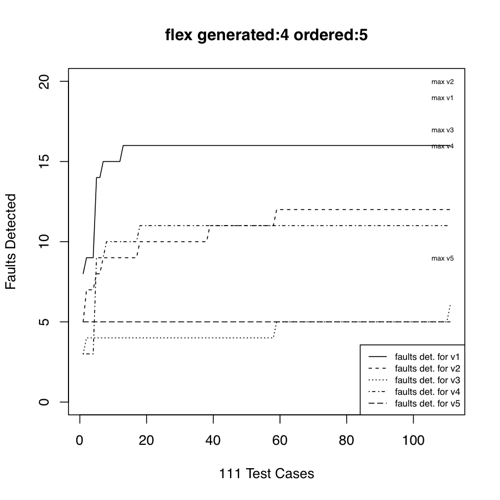 flex generated:4 ordered:5
Faults Detected
20
15
10
5
0
max v2
max v1
max v3
max v4
max v5
faults det. for v1
faults det. for v2
faults det. for v3
faults det. for v4
faults det. for v5
0 20 40 60 80 100
111 Test Cases